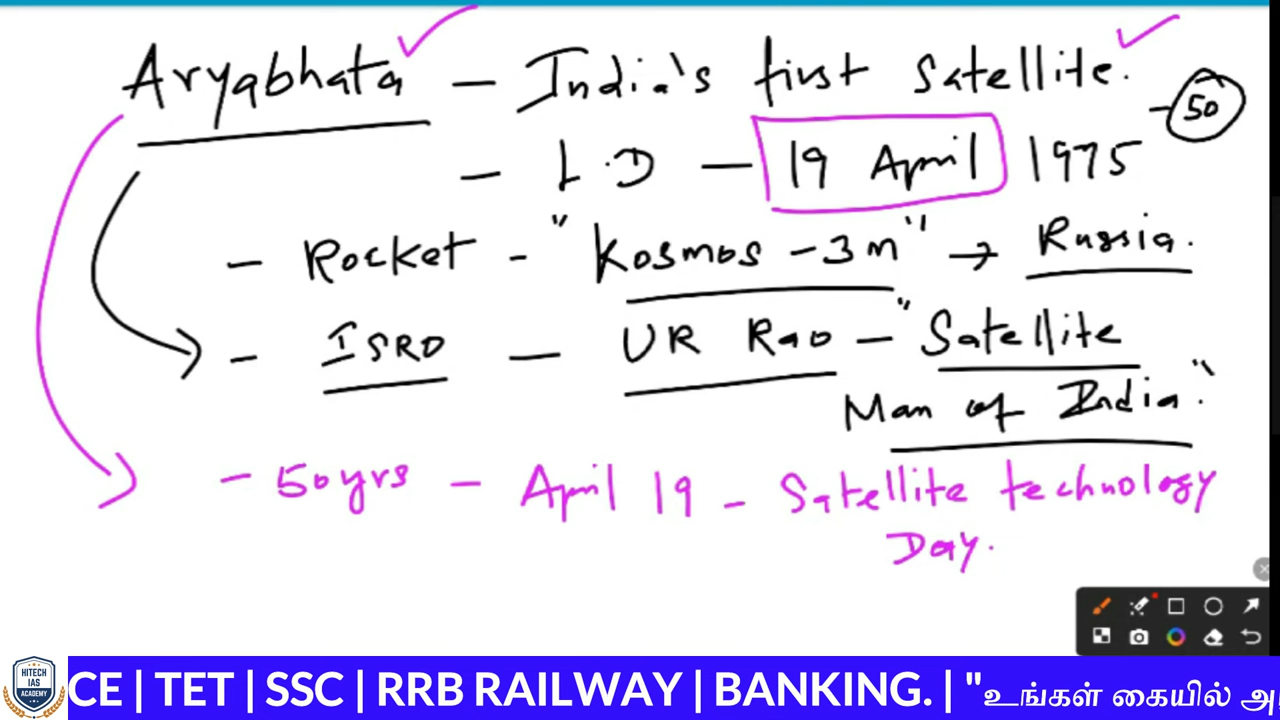 Aryabhata - India's first Satellite.
- 50
- L.D - 19 April 1975
- Rocket - "Kosmos - 3M" → Russia.
- ISRO - UR Rao - "Satellite
Man of India."
- 50yrs - April 19 - Satellite technology
Day.
HITECH
IAS
ACADEMY
CE | TET | SSC | RRB RAILWAY | BANKING. | "உங்கள் கையில் அ